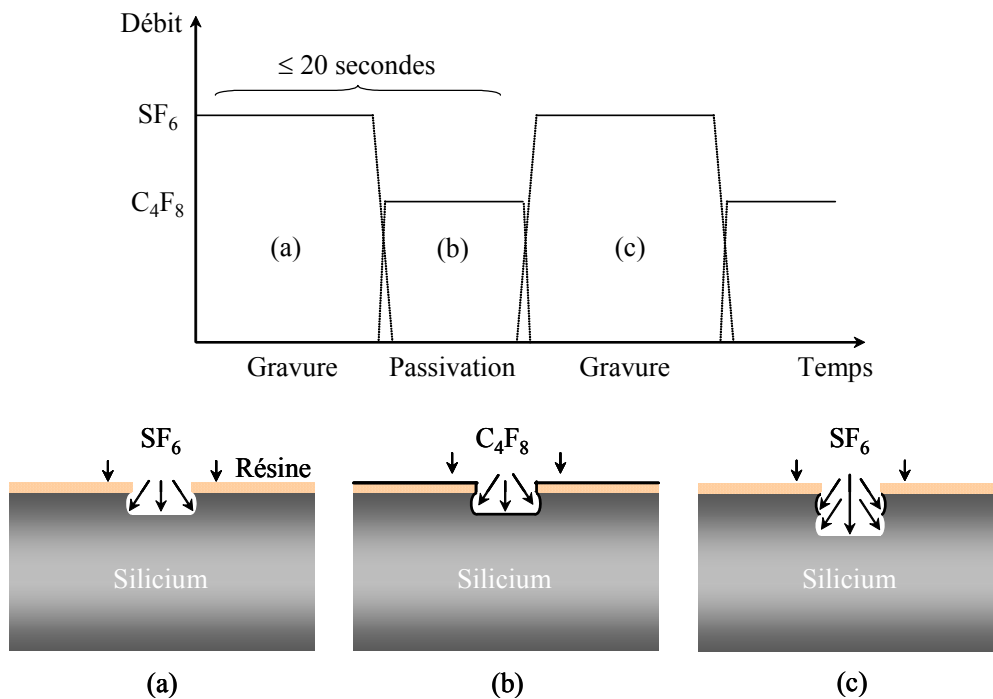 Débit
≤ 20 secondes
SF6
C4F8
(a) (b) (c)
Gravure Passivation Gravure Temps
SF6 C4F8 SF6
Résine
Silicium Silicium Silicium
(a) (b) (c)